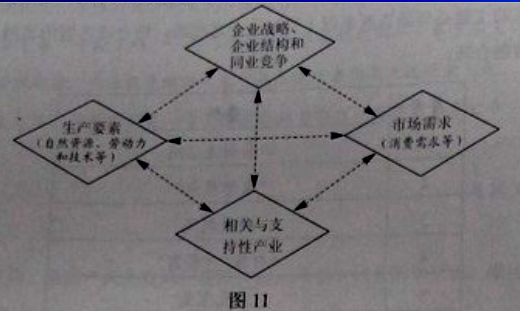 企业战略、
企业结构和
同业竞争
生产要素
(自然资源、劳动力
和技术等)
市场需求
(消费需求等)
相关与支
持性产业
图 11